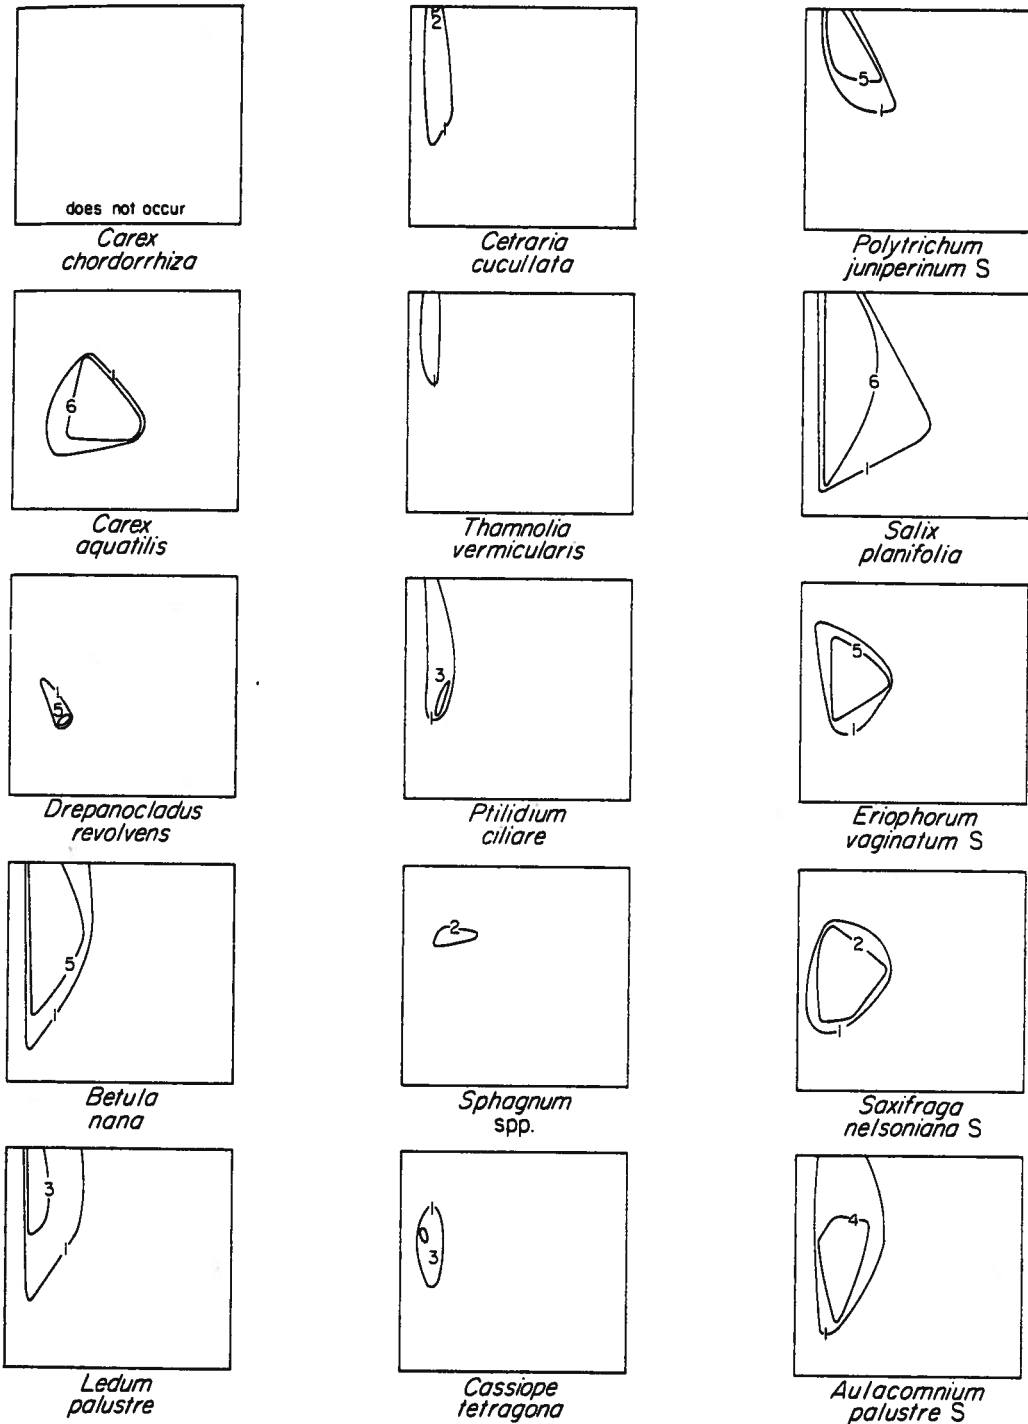 does not occur
Carex
chordorrhiza
2
1
Cetraria
cucullata
5
1
Polytrichum
juniperinum S
1
6
Carex
aquatilis
1
Thamnolia
vermicularis
6
1
Salix
planifolia
1
5
Drepanocladus
revolvens
3
1
Ptilidium
ciliare
5
1
Eriophorum
vaginatum S
5
1
Betula
nana
2
Sphagnum
spp.
2
1
Saxifraga
nelsoniana S
3
1
Ledum
palustre
1
3
Cassiope
tetragona
4
1
Aulacomnium
palustre S